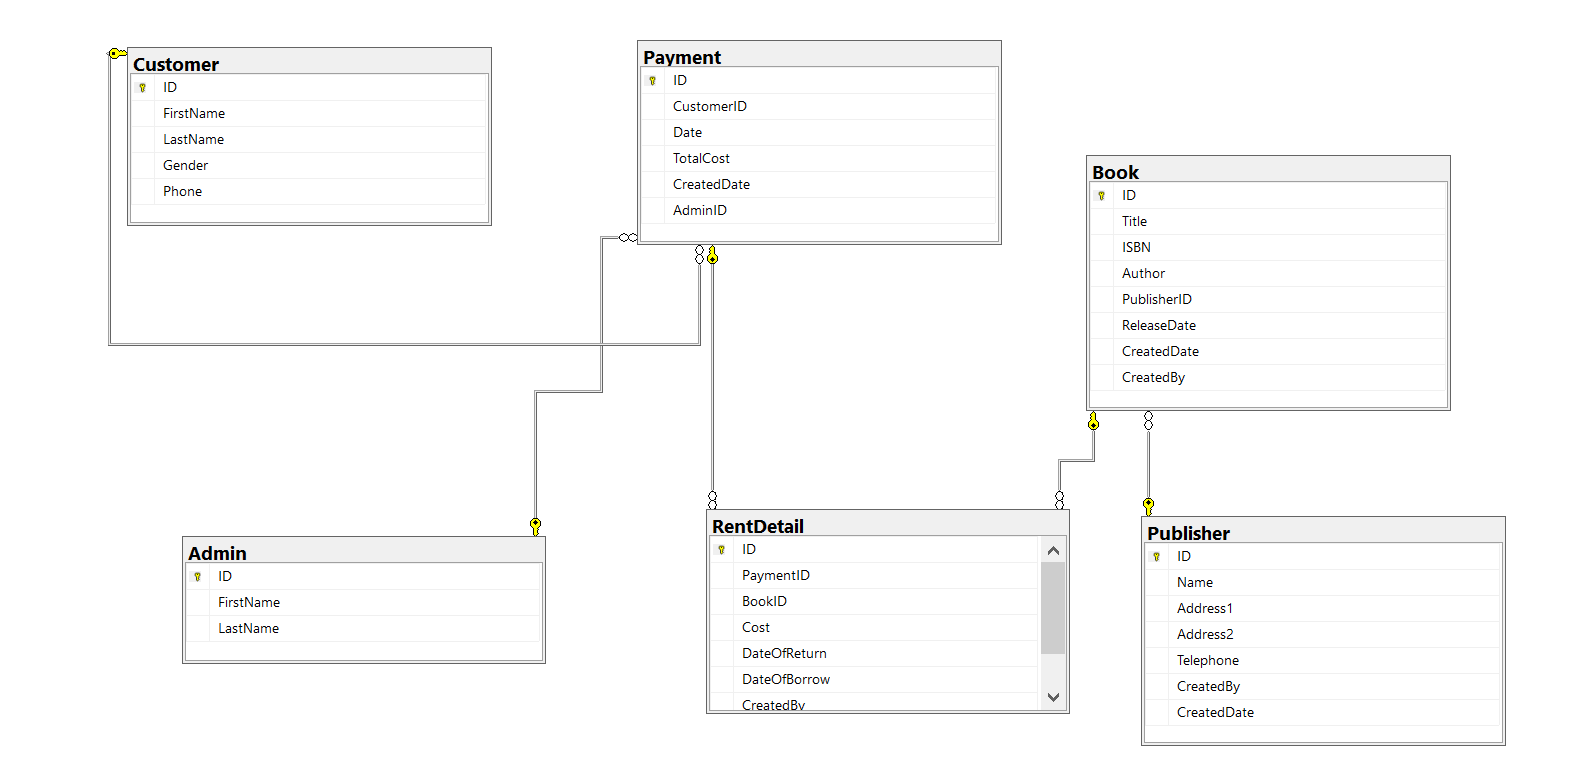 Customer
ID
FirstName
LastName
Gender
Phone
Payment
ID
CustomerID
Date
TotalCost
CreatedDate
AdminID
Book
ID
Title
ISBN
Author
PublisherID
ReleaseDate
CreatedDate
CreatedBy
Admin
ID
FirstName
LastName
RentDetail
ID
PaymentID
BookID
Cost
DateOfReturn
DateOfBorrow
CreatedBy
Publisher
ID
Name
Address1
Address2
Telephone
CreatedBy
CreatedDate